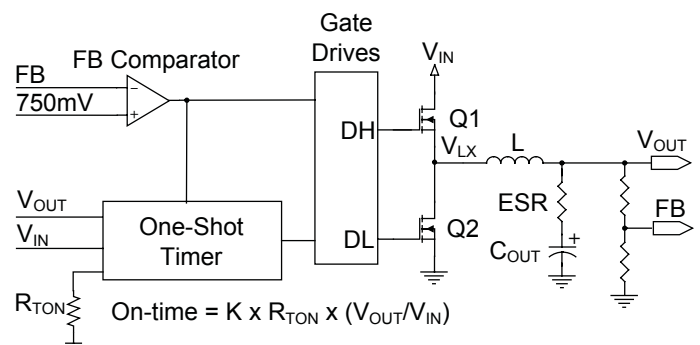 Gate
Drives
FB Comparator
FB
750mV
−
+
V_IN
DH
Q1
V_LX
L
V_OUT
ESR
FB
V_OUT
V_IN
One-Shot
Timer
DL
Q2
C_OUT
+
R_TON
On-time = K x R_TON x (V_OUT/V_IN)